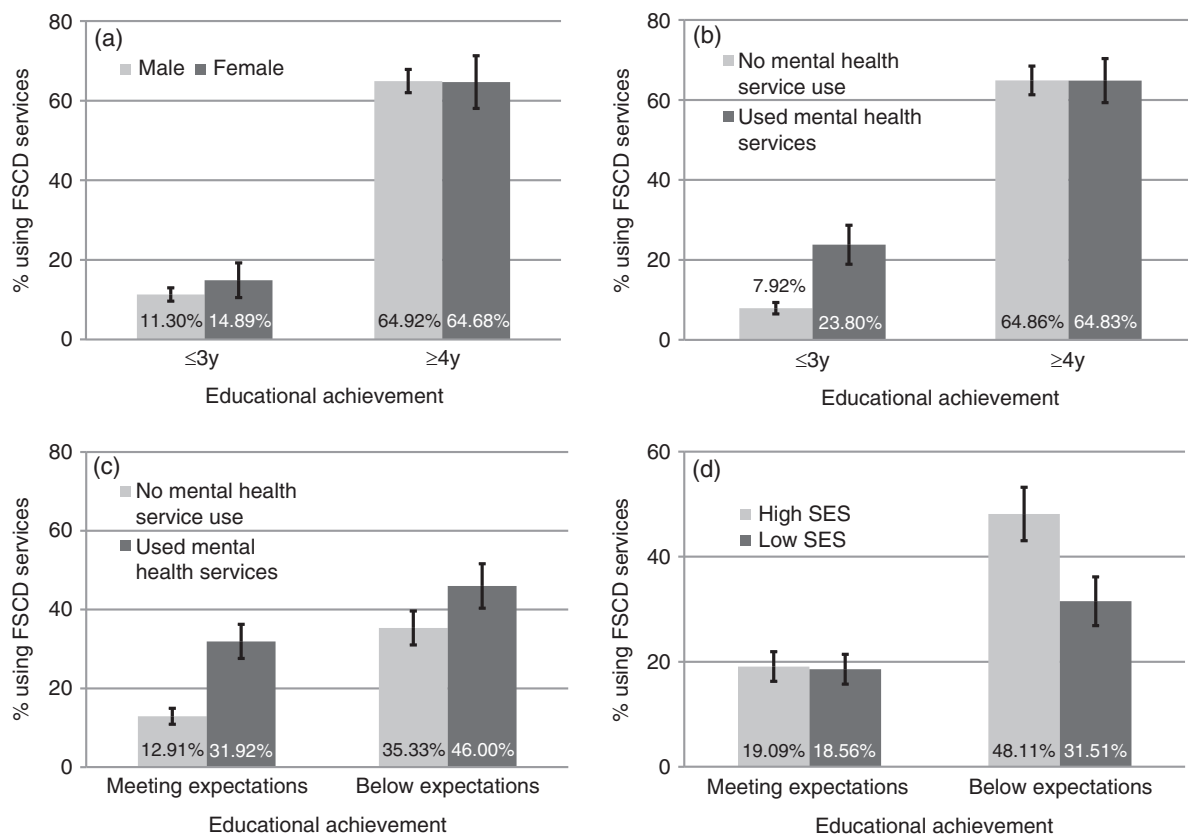 (a)
Male Female
% using FSCD services
80
60
40
20
0
11.30% 14.89% 64.92% 64.68%
≤3y ≥4y
Educational achievement
(b)
No mental health
service use
Used mental health
services
% using FSCD services
80
60
40
20
0
7.92%
23.80% 64.86% 64.83%
≤3y ≥4y
Educational achievement
(c)
No mental health
service use
Used mental
health services
% using FSCD services
80
60
40
20
0
12.91% 31.92% 35.33% 46.00%
Meeting expectations Below expectations
Educational achievement
(d)
High SES
Low SES
% using FSCD services
60
40
20
0
19.09% 18.56% 48.11% 31.51%
Meeting expectations Below expectations
Educational achievement